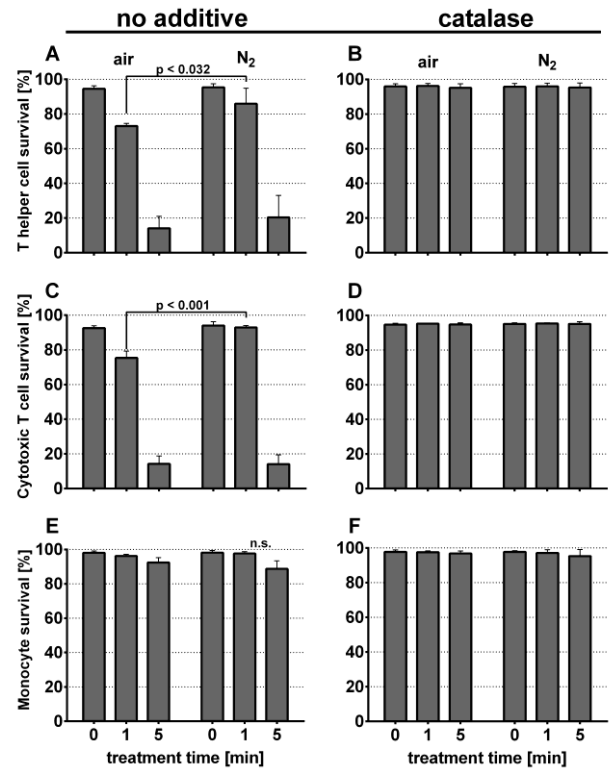 no additive
catalase
A
air
N2
p < 0.032
T helper cell survival [%]
100
80
60
40
20
0
B
air
N2
100
80
60
40
20
0
C
p < 0.001
Cytotoxic T cell survival [%]
100
80
60
40
20
0
D
100
80
60
40
20
0
E
n.s.
Monocyte survival [%]
100
80
60
40
20
0
0 1 5 0 1 5
treatment time [min]
F
100
80
60
40
20
0
0 1 5 0 1 5
treatment time [min]